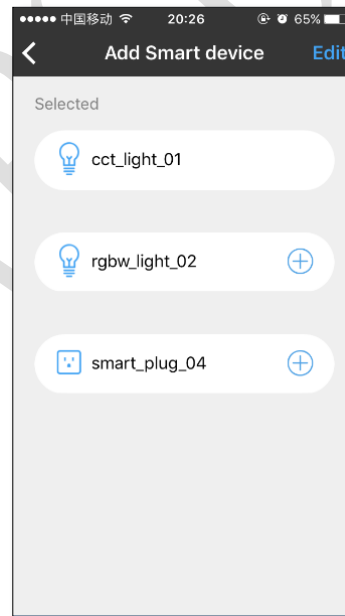 中国移动 20:26 65%
Add Smart device Edit
Selected
cct_light_01
rgbw_light_02
smart_plug_04